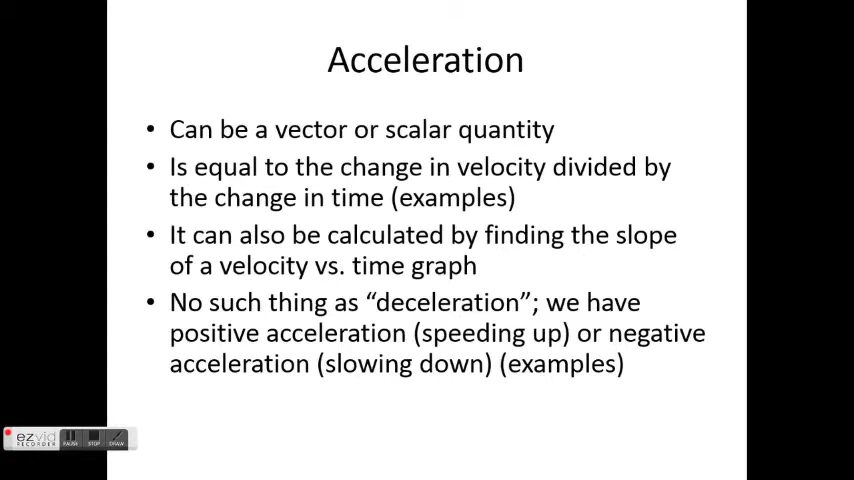 Acceleration
• Can be a vector or scalar quantity
• Is equal to the change in velocity divided by
the change in time (examples)
• It can also be calculated by finding the slope
of a velocity vs. time graph
• No such thing as “deceleration”; we have
positive acceleration (speeding up) or negative
acceleration (slowing down) (examples)
ezvid
RECORDER
PAUSE STOP DRAW